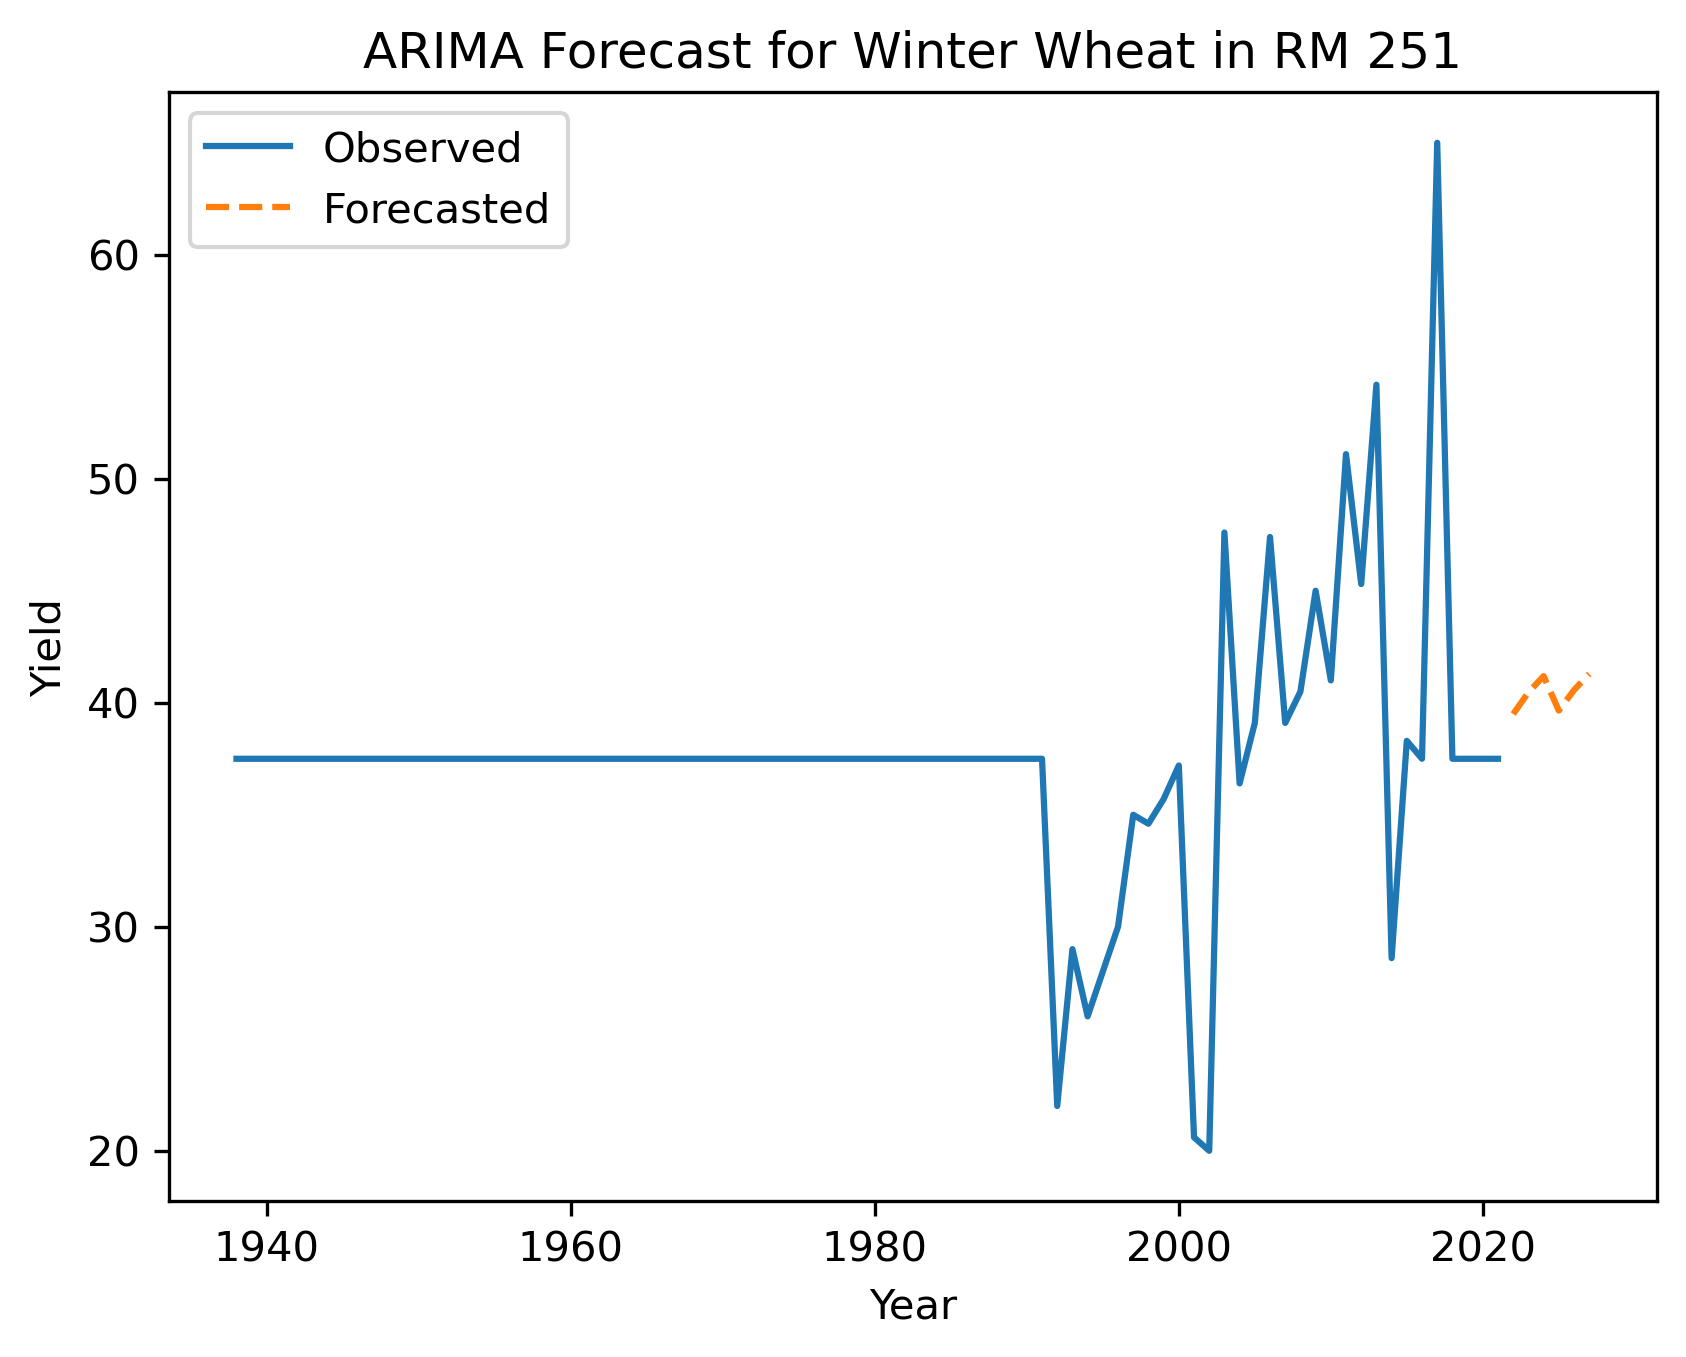 ARIMA Forecast for Winter Wheat in RM 251
Observed
Forecasted
60
50
40
30
20
Yield
1940 1960 1980 2000 2020
Year